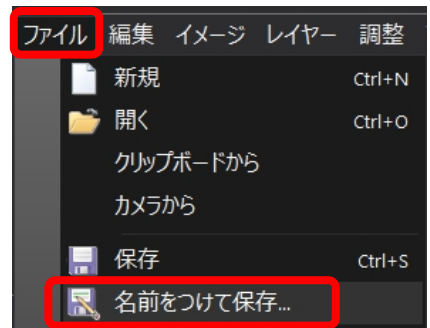 ファイル 編集 イメージ レイヤー 調整
新規 Ctrl+N
開く Ctrl+O
クリップボードから
カメラから
保存 Ctrl+S
名前をつけて保存...